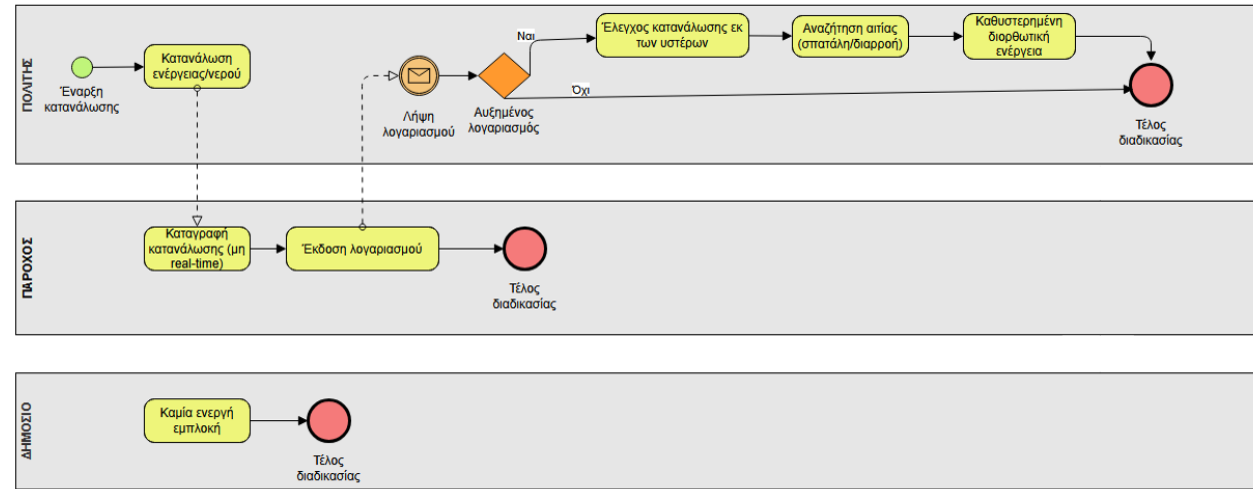 ΠΟΛΙΤΗΣ
Έναρξη
κατανάλωσης
Κατανάλωση
ενέργειας/νερού
Λήψη
λογαριασμού
Αυξημένος
λογαριασμός
Ναι
Όχι
Έλεγχος κατανάλωσης εκ
των υστέρων
Αναζήτηση αιτίας
(σπατάλη/διαρροή)
Καθυστερημένη
διορθωτική
ενέργεια
Τέλος
διαδικασίας
ΠΑΡΟΧΟΣ
Καταγραφή
κατανάλωσης (μη
real-time)
Έκδοση λογαριασμού
Τέλος
διαδικασίας
ΔΗΜΟΣΙΟ
Καμία ενεργή
εμπλοκή
Τέλος
διαδικασίας